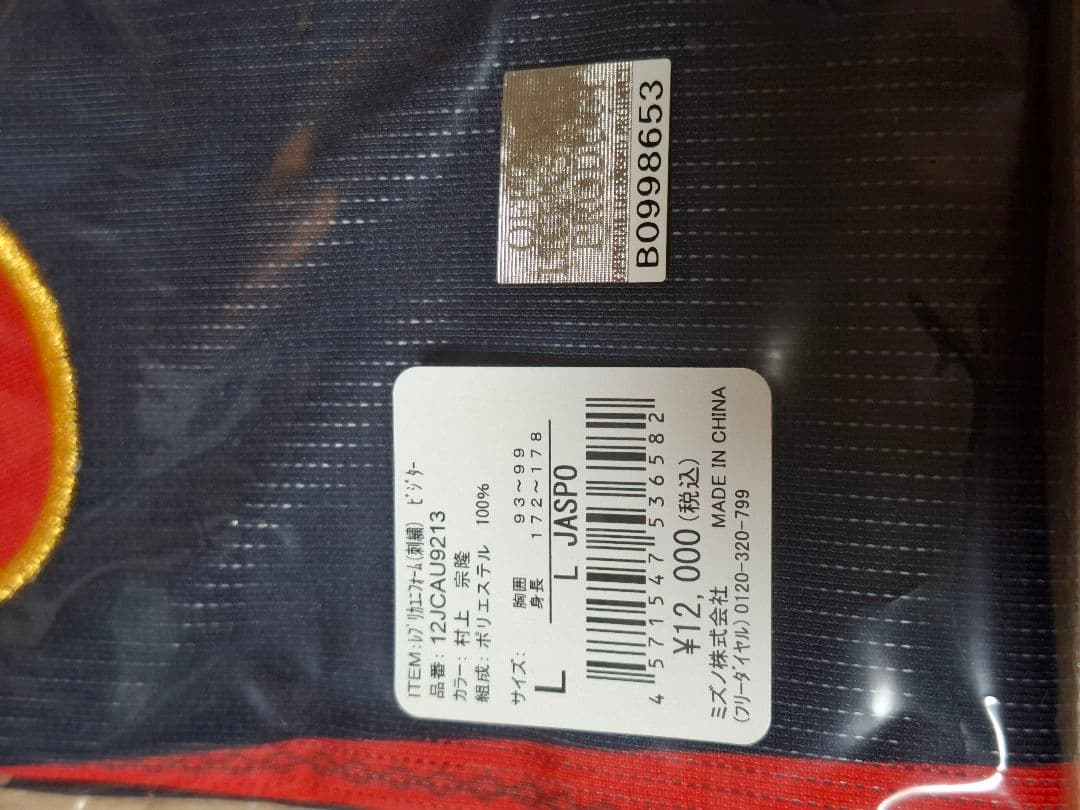 ITEM:ﾚﾌﾟﾘｶﾕﾆﾌｫｰﾑ(刺繍) ﾋﾞｼﾞﾀｰ
品番: 12JCAU9213
カラー: 村上 宗隆
組成: ポリエステル 100%
サイズ: 胸囲 93~99
身長 172~178
L L JASPO
4571547536582
¥12,000(税込)
ミズノ株式会社 MADE IN CHINA
(ﾌﾘｰﾀﾞｲﾔﾙ)0120-320-799
LICENSED
PRODUCT
B0998653